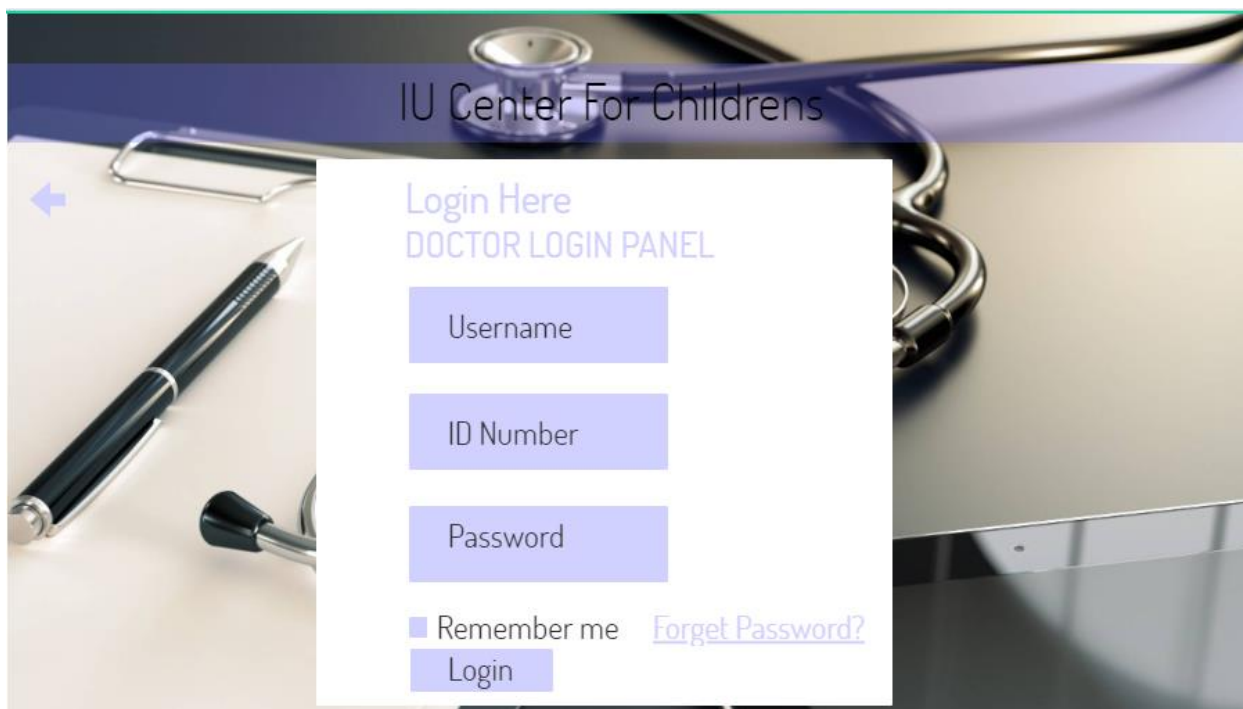 IU Center For Childrens
Login Here
DOCTOR LOGIN PANEL
Username
ID Number
Password
Remember me Forget Password?
Login